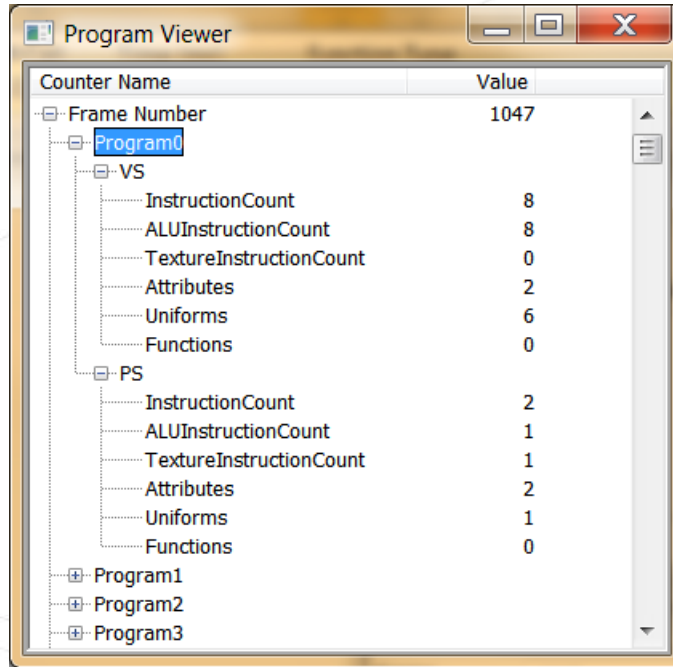 Program Viewer
Counter Name Value
Frame Number 1047
Program0
VS
InstructionCount 8
ALUInstructionCount 8
TextureInstructionCount 0
Attributes 2
Uniforms 6
Functions 0
PS
InstructionCount 2
ALUInstructionCount 1
TextureInstructionCount 1
Attributes 2
Uniforms 1
Functions 0
Program1
Program2
Program3